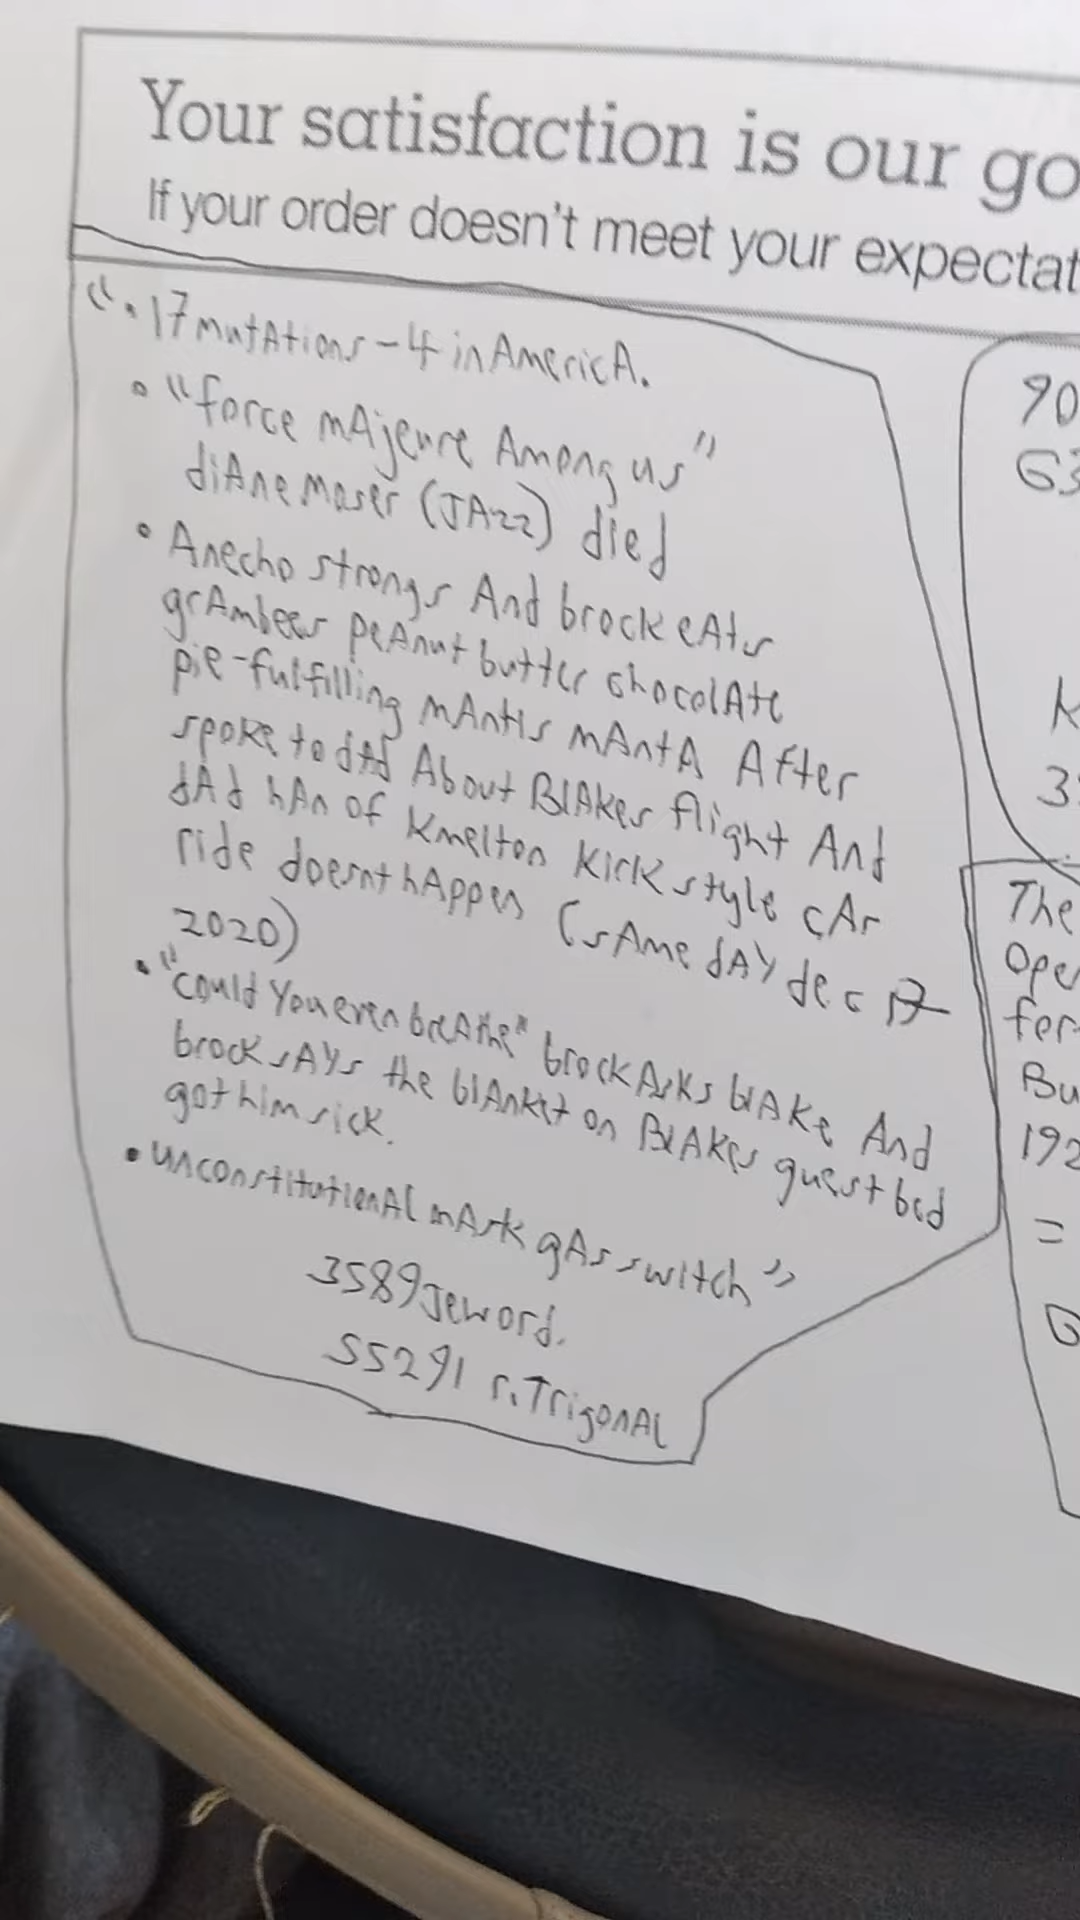 Your satisfaction is our go
If your order doesn't meet your expectat
". 17 mutAtions - 4 in AmericA.
• "force mAjeure Among us"
diAne moser (JAzz) died
• Anecho strongs And brock eAts
grAmbees peAnut butter chocolAte
pie-fulfilling mAntis mAntA After
spoke to dAd About BlAkes flight And
dAd hAn of Kmelton Kirk style cAr
ride doesnt hAppen (sAme dAy dec 17
2020)
• "could You even breAthe" brock Asks blAke And
brock sAys the blAnket on BlAkes guest bed
got him sick.
• unconstitutionAl mAsk gAs switch"
3589 Jeword.
55291 r. TrigonAl
90
G3
K
3
The
Ope
fer
Bu
192
=
G